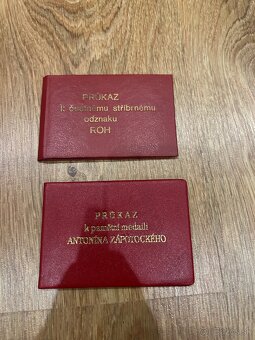 PRŮKAZ
k čestnému stříbrnému
odznaku
ROH
PRŮKAZ
k pamětní medaili
ANTONÍNA ZÁPOTOCKÉHO